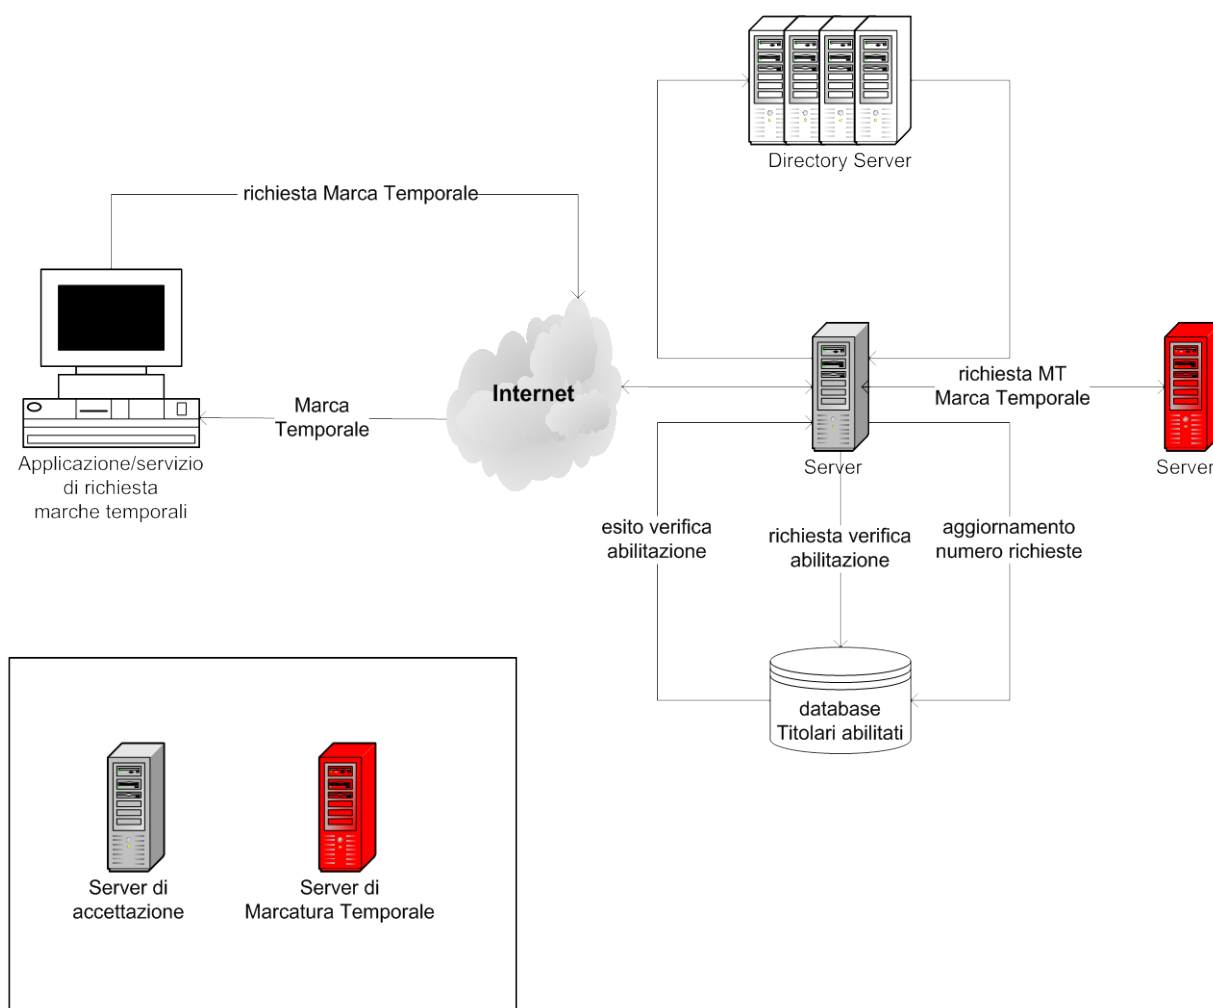 Directory Server
richiesta Marca Temporale
Internet
richiesta MT
Marca Temporale
Marca
Temporale
Applicazione/servizio
di richiesta
marche temporali
Server
Server
esito verifica
abilitazione
richiesta verifica
abilitazione
aggiornamento
numero richieste
database
Titolari abilitati
Server di
accettazione
Server di
Marcatura Temporale